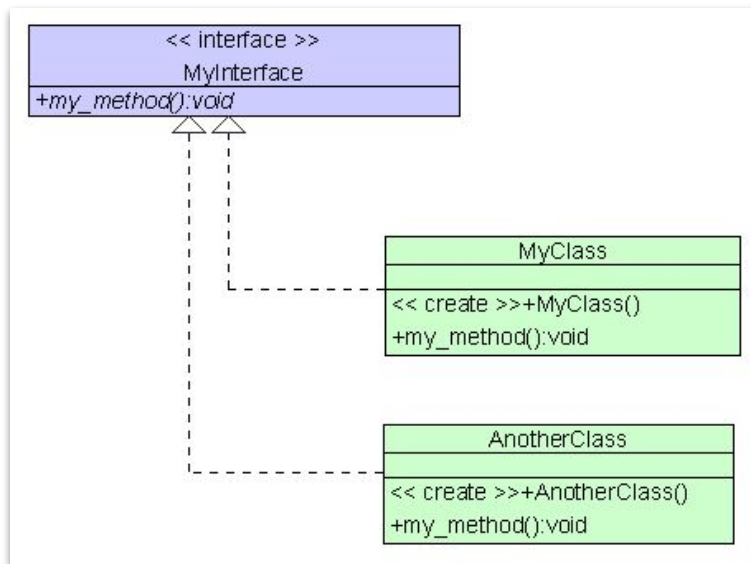 << interface >>
MyInterface
+my_method():void
MyClass
<< create >>+MyClass()
+my_method():void
AnotherClass
<< create >>+AnotherClass()
+my_method():void